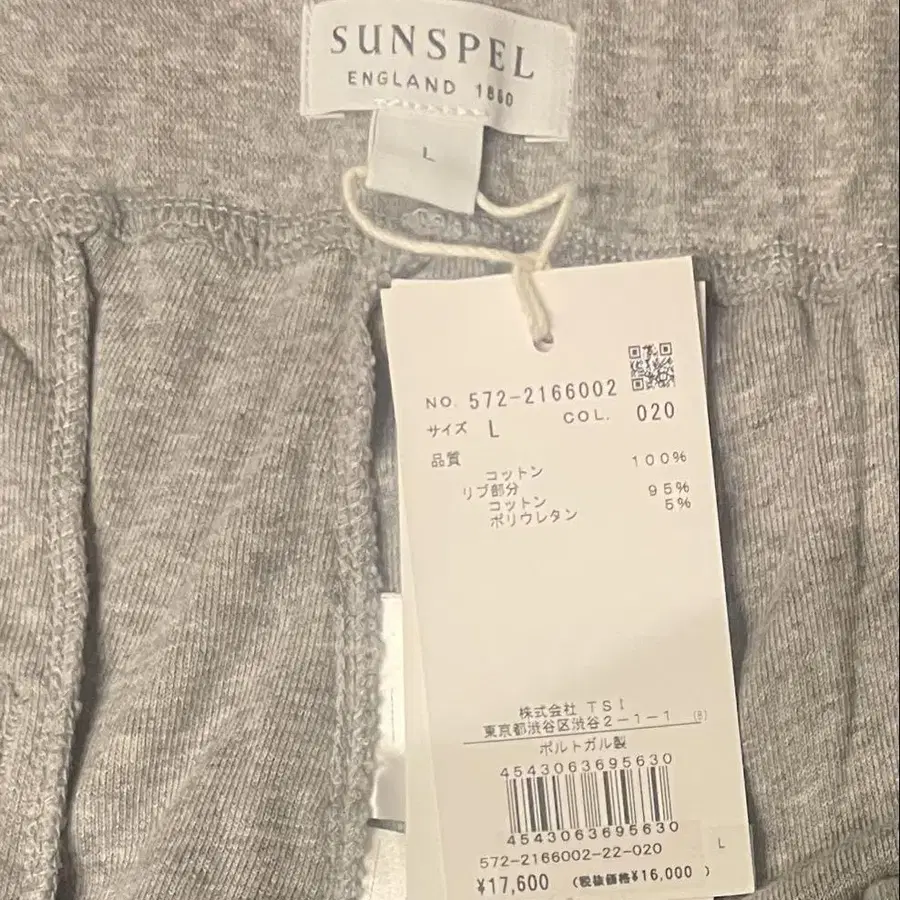 SUNSPEL
ENGLAND 1860
L
NO. 572-2166002
サイズ L COL. 020
品質
コットン 100%
リブ部分
コットン 95%
ポリウレタン 5%
株式会社 TSI
東京都渋谷区渋谷2-1-1 (B)
ポルトガル製
4543063695630
4543063695630
572-2166002-22-020 L
¥17,600 (税抜価格¥16,000 )